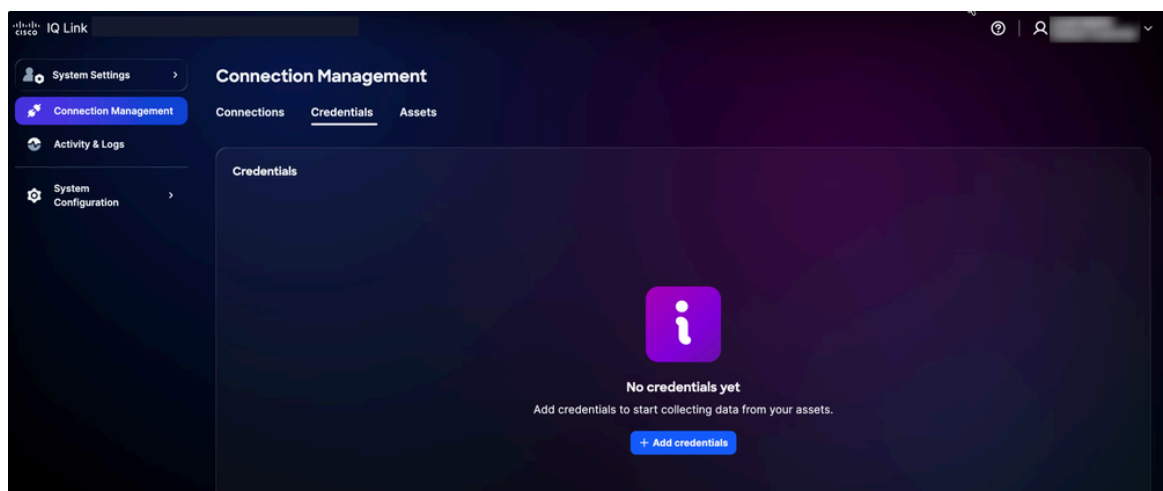 cisco IQ Link
System Settings
Connection Management
Activity & Logs
System
Configuration
Connection Management
Connections Credentials Assets
Credentials
No credentials yet
Add credentials to start collecting data from your assets.
+ Add credentials